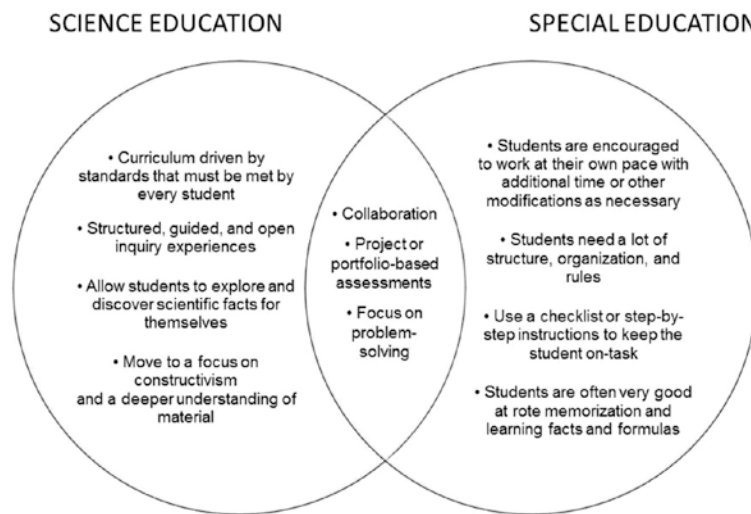 SCIENCE EDUCATION
SPECIAL EDUCATION
• Curriculum driven by
standards that must be met by
every student
• Structured, guided, and open
inquiry experiences
• Allow students to explore and
discover scientific facts for
themselves
• Move to a focus on
constructivism
and a deeper understanding of
material
• Collaboration
• Project or
portfolio-based
assessments
• Focus on
problem-
solving
• Students are encouraged
to work at their own pace with
additional time or other
modifications as necessary
• Students need a lot of
structure, organization, and
rules
• Use a checklist or step-by-
step instructions to keep the
student on-task
• Students are often very good
at rote memorization and
learning facts and formulas